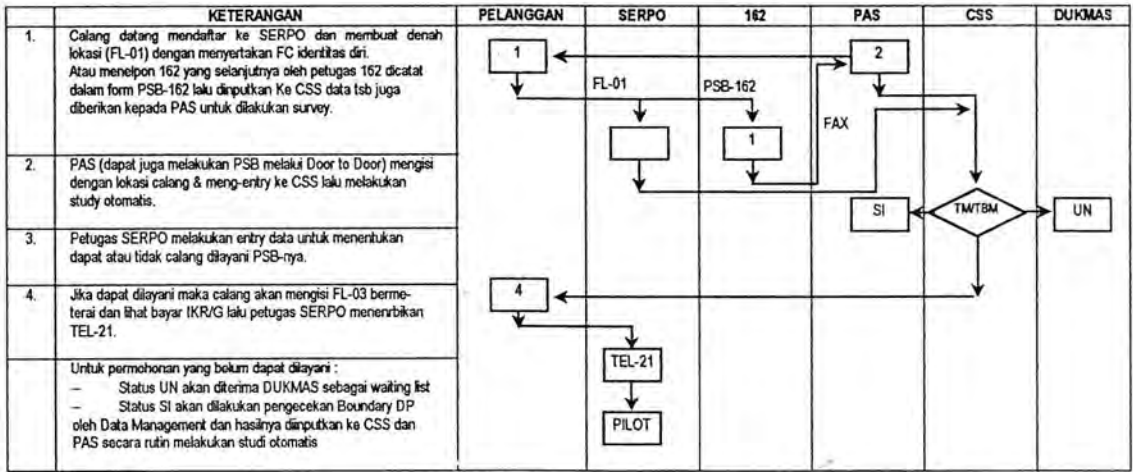 KETERANGAN PELANGGAN SERPO 162 PAS CSS DUKMAS
1. Calang datang mendaftar ke SERPO dan membuat denah
lokasi (FL-01) dengan menyertakan FC identitas diri.
Atau menelpon 162 yang selanjutnya oleh petugas 162 dicatat
dalam form PSB-162 lalu diinputkan Ke CSS data tsb juga
diberikan kepada PAS untuk dilakukan survey.
2. PAS (dapat juga melakukan PSB melalui Door to Door) mengisi
dengan lokasi calang & meng-entry ke CSS lalu melakukan
study otomatis.
3. Petugas SERPO melakukan entry data untuk menentukan
dapat atau tidak calang dilayani PSB-nya.
4. Jika dapat dilayani maka calang akan mengisi FL-03 berme-
terai dan lihat bayar IKR/G lalu petugas SERPO menenrbikan
TEL-21.
Untuk permohonan yang belum dapat dilayani :
– Status UN akan diterima DUKMAS sebagai waiting list
– Status SI akan dilakukan pengecekan Boundary DP
oleh Data Management dan hasilnya diinputkan ke CSS dan
PAS secara rutin melakukan studi otomatis
1
2
FL-01
PSB-162
1
FAX
SI
TM/TBM
UN
4
TEL-21
PILOT